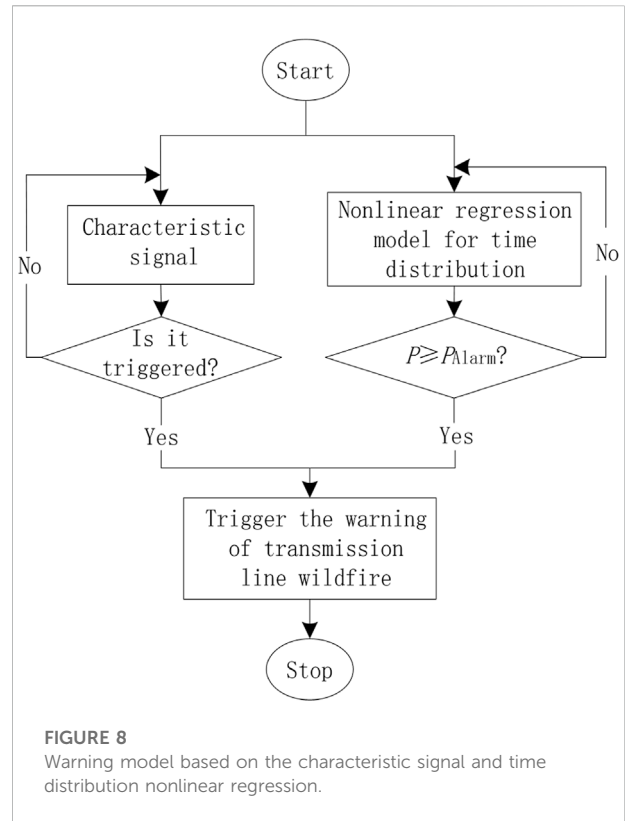 Start
Characteristic
signal
Nonlinear regression
model for time
distribution
No
No
Is it
triggered?
P≥PAlarm?
Yes
Yes
Trigger the warning
of transmission
line wildfire
Stop
FIGURE 8
Warning model based on the characteristic signal and time
distribution nonlinear regression.